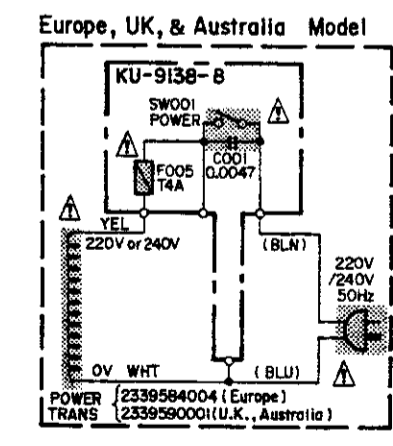 Europe, UK, & Australia Model
KU-9138-8
SW001
POWER
C001
0.0047
F005
T4A
YEL
220V or 240V
(BLN)
220V
/240V
50Hz
0V WHT
(BLU)
POWER
TRANS
2339584004 (Europe)
2339590001(U.K., Australia)